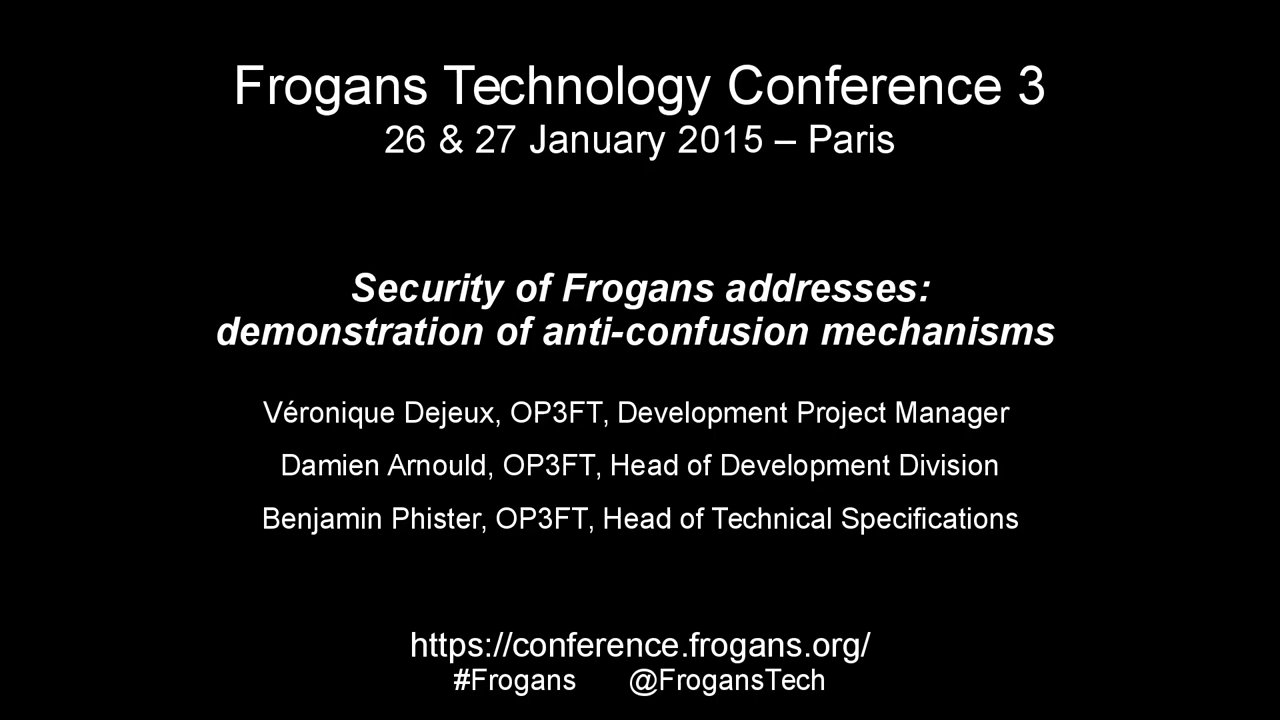 Frogans Technology Conference 3
26 & 27 January 2015 – Paris
Security of Frogans addresses:
demonstration of anti-confusion mechanisms
Véronique Dejeux, OP3FT, Development Project Manager
Damien Arnould, OP3FT, Head of Development Division
Benjamin Phister, OP3FT, Head of Technical Specifications
https://conference.frogans.org/
#Frogans @FrogansTech